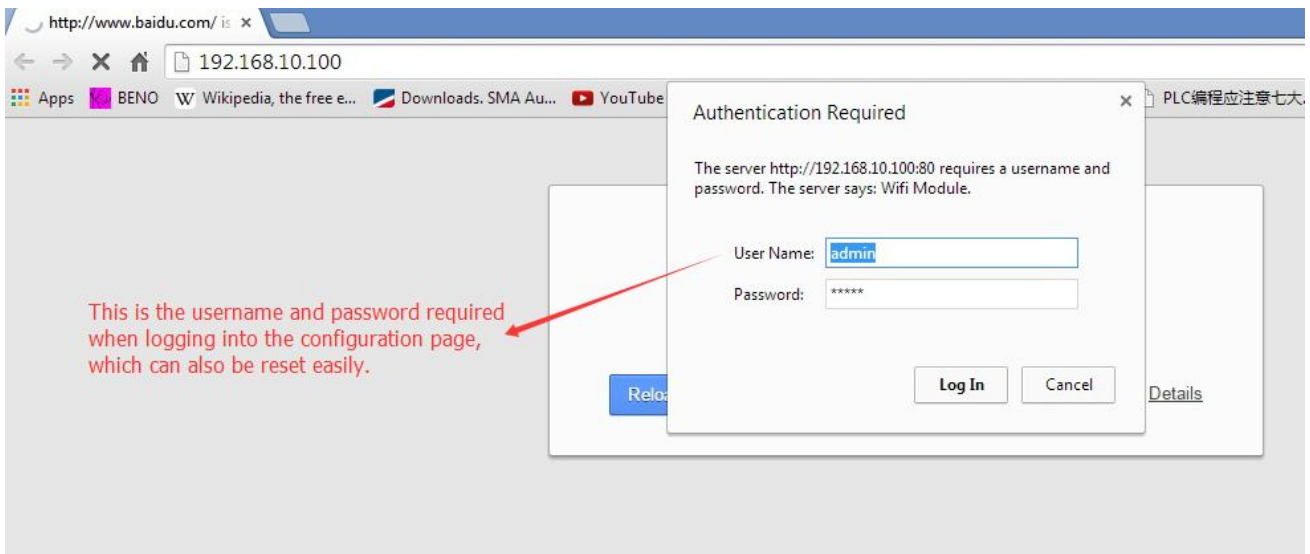 http://www.baidu.com/ is
192.168.10.100
Apps BENO W Wikipedia, the free e... Downloads. SMA Au... YouTube PLC编程应注意七大.
Authentication Required
The server http://192.168.10.100:80 requires a username and
password. The server says: Wifi Module.
User Name: admin
Password: *****
This is the username and password required
when logging into the configuration page,
which can also be reset easily.
Log In Cancel
Reloa Details